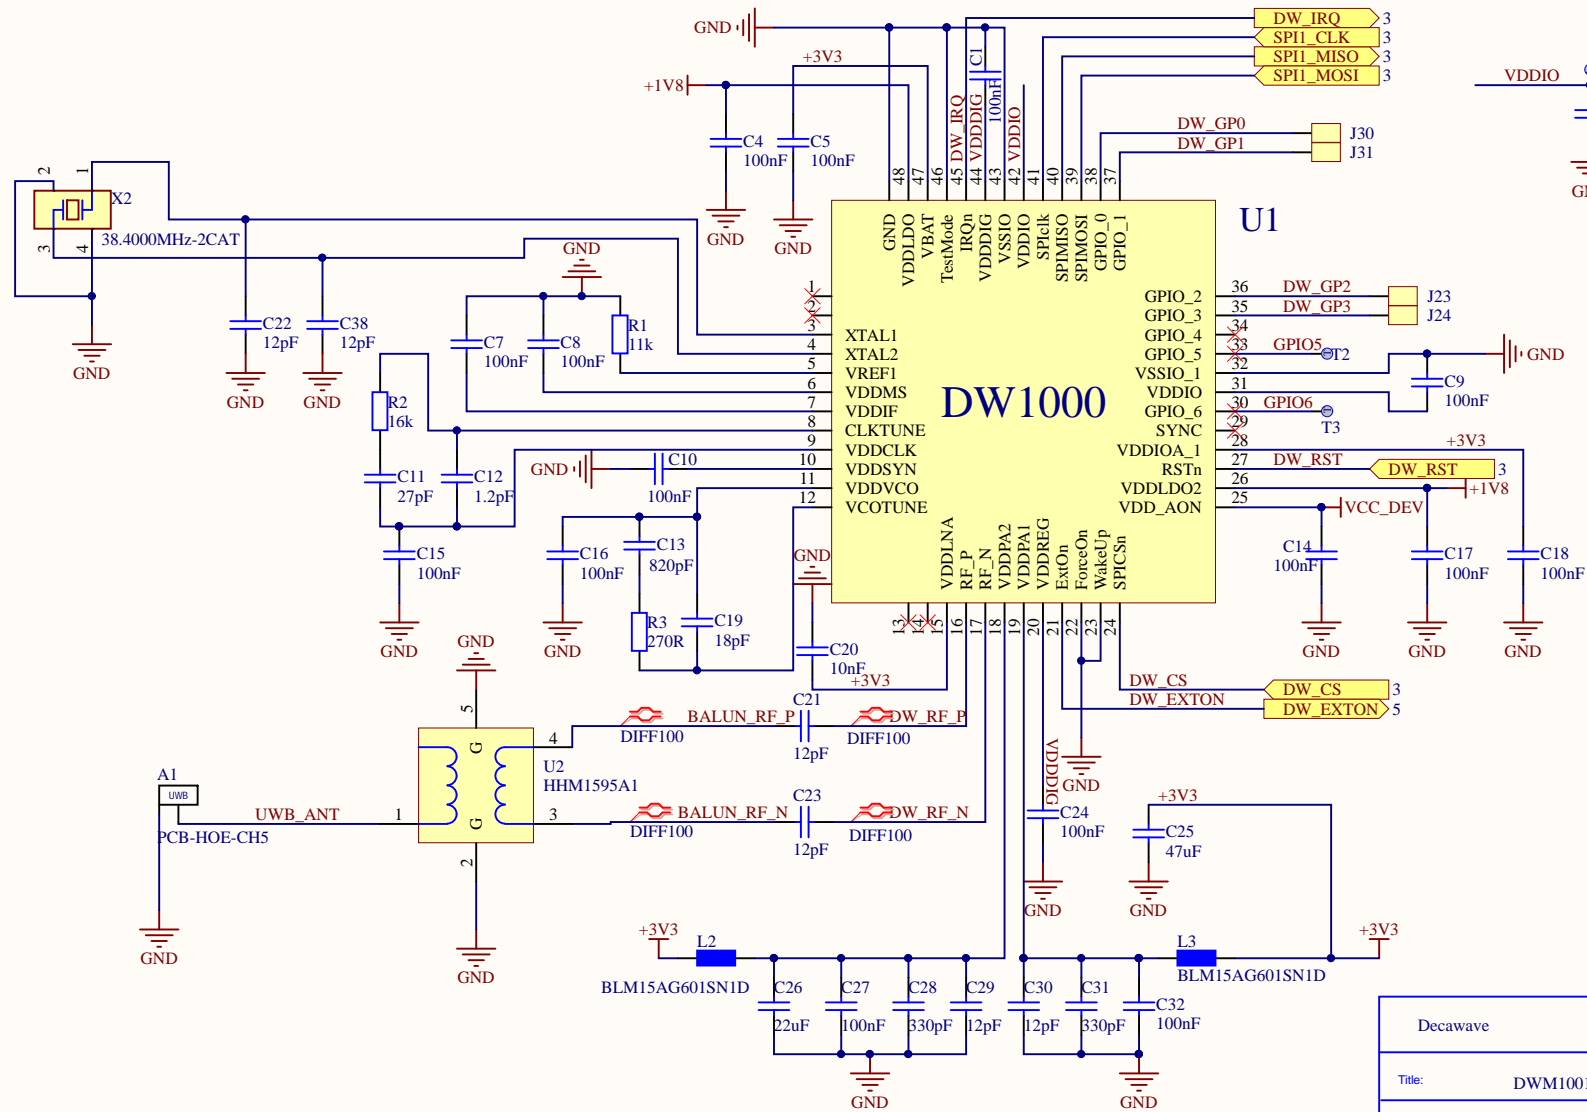 GND
DW_IRQ 3
SPI1_CLK 3
SPI1_MISO 3
SPI1_MOSI 3
+3V3
C1
100nF
VDDIO
+1V8
C4
100nF
C5
100nF
DW_IRQ
VDDDIG
VDDIO
DW_GP0
J30
DW_GP1
J31
GND
GND
48
47
46
45
44
43
42
41
40
39
38
37
GND
VDDLDO
VBAT
TestMode
IRQn
VDDDIG
VSSIO
VDDIO
SPIclk
SPIMISO
SPIMOSI
GPIO_0
GPIO_1
U1
DW1000
2
1
X2
3
4
38.4000MHz-2CAT
GND
C22
12pF
C38
12pF
GND
GND
GND
C7
100nF
C8
100nF
R1
11k
1
2
3 XTAL1
4 XTAL2
5 VREF1
6 VDDMS
7 VDDIF
8 CLKTUNE
9 VDDCLK
10 VDDSYN
11 VDDVCO
12 VCOTUNE
GPIO_2 36 DW_GP2 J23
GPIO_3 35 DW_GP3 J24
GPIO_4 34
GPIO_5 33 GPIO5 T2
VSSIO_1 32
GND
VDDIO 31
C9
100nF
GPIO_6 30 GPIO6
T3
SYNC 29
VDDIOA_1 28 +3V3
RSTn 27 DW_RST DW_RST 3
VDDLDO2 26 +1V8
VDD_AON 25 VCC_DEV
R2
16k
C11
27pF
C12
1.2pF
GND
C10
100nF
C15
100nF
GND
C16
100nF
GND
C13
820pF
R3
270R
C19
18pF
GND
C20
10nF
+3V3
C14
100nF
GND
C17
100nF
GND
C18
100nF
GND
VDDLNA
RF_P
RF_N
VDDPA2
VDDPA1
VDDREG
ExtOn
ForceOn
WakeUp
SPICSn
13
14
15
16
17
18
19
20
21
22
23
24
DW_CS DW_CS 3
DW_EXTON DW_EXTON 5
GND
VDDDIG
C24
100nF
GND
+3V3
C25
47uF
GND
GND
5
G
4
U2
HHM1595A1
3
G
2
1
GND
BALUN_RF_P
DIFF100
C21
12pF
DW_RF_P
DIFF100
BALUN_RF_N
DIFF100
C23
12pF
DW_RF_N
DIFF100
A1
UWB
UWB_ANT
PCB-HOE-CH5
GND
+3V3
L2
BLM15AG601SN1D
C26
22uF
C27
100nF
C28
330pF
C29
12pF
GND
C30
12pF
C31
330pF
C32
100nF
GND
L3
BLM15AG601SN1D
+3V3
Decawave
Title:
DWM1001